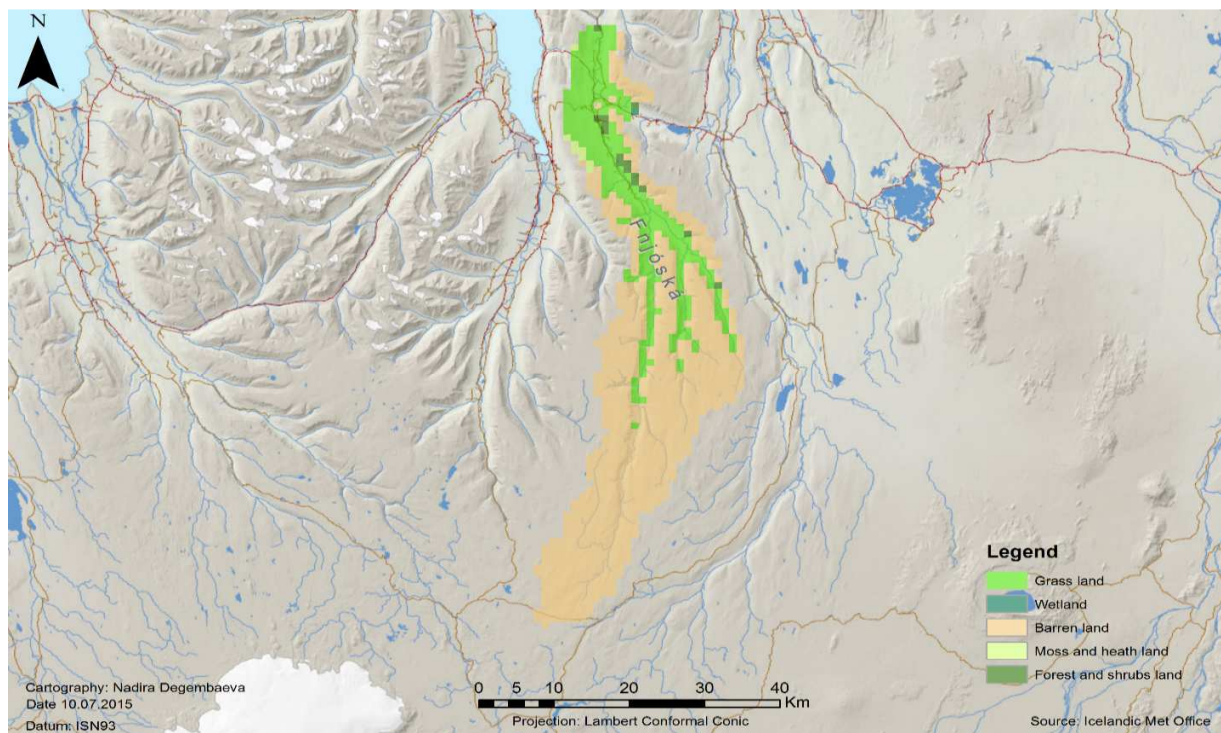 N
Fnjóská
Legend
Grass land
Wetland
Barren land
Moss and heath land
Forest and shrubs land
Cartography: Nadira Degembaeva
Date 10.07.2015
Datum: ISN93
0 5 10 20 30 40
Km
Projection: Lambert Conformal Conic
Source: Icelandic Met Office